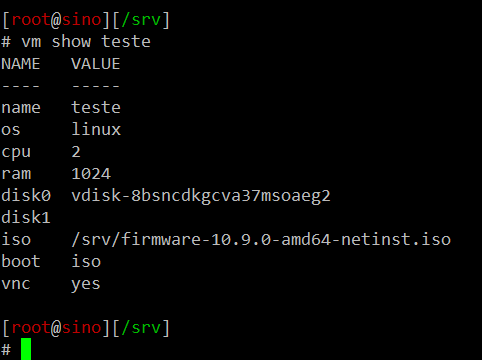 [root@sino][/srv]
# vm show teste
NAME   VALUE
----   -----
name   teste
os     linux
cpu    2
ram    1024
disk0  vdisk-8bsncdkgcva37msoaeg2
disk1
iso    /srv/firmware-10.9.0-amd64-netinst.iso
boot   iso
vnc    yes
[root@sino][/srv]
#